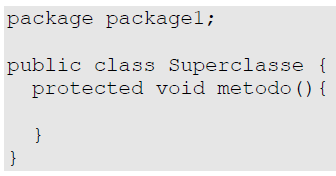 package package1;
public class Superclasse {
protected void metodo(){
}
}